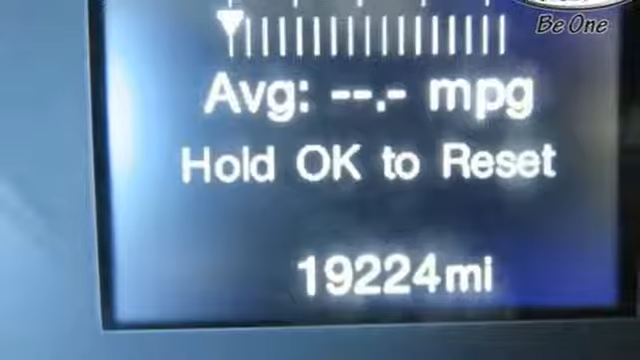 Be One
Avg: --.- mpg
Hold OK to Reset
19224mi